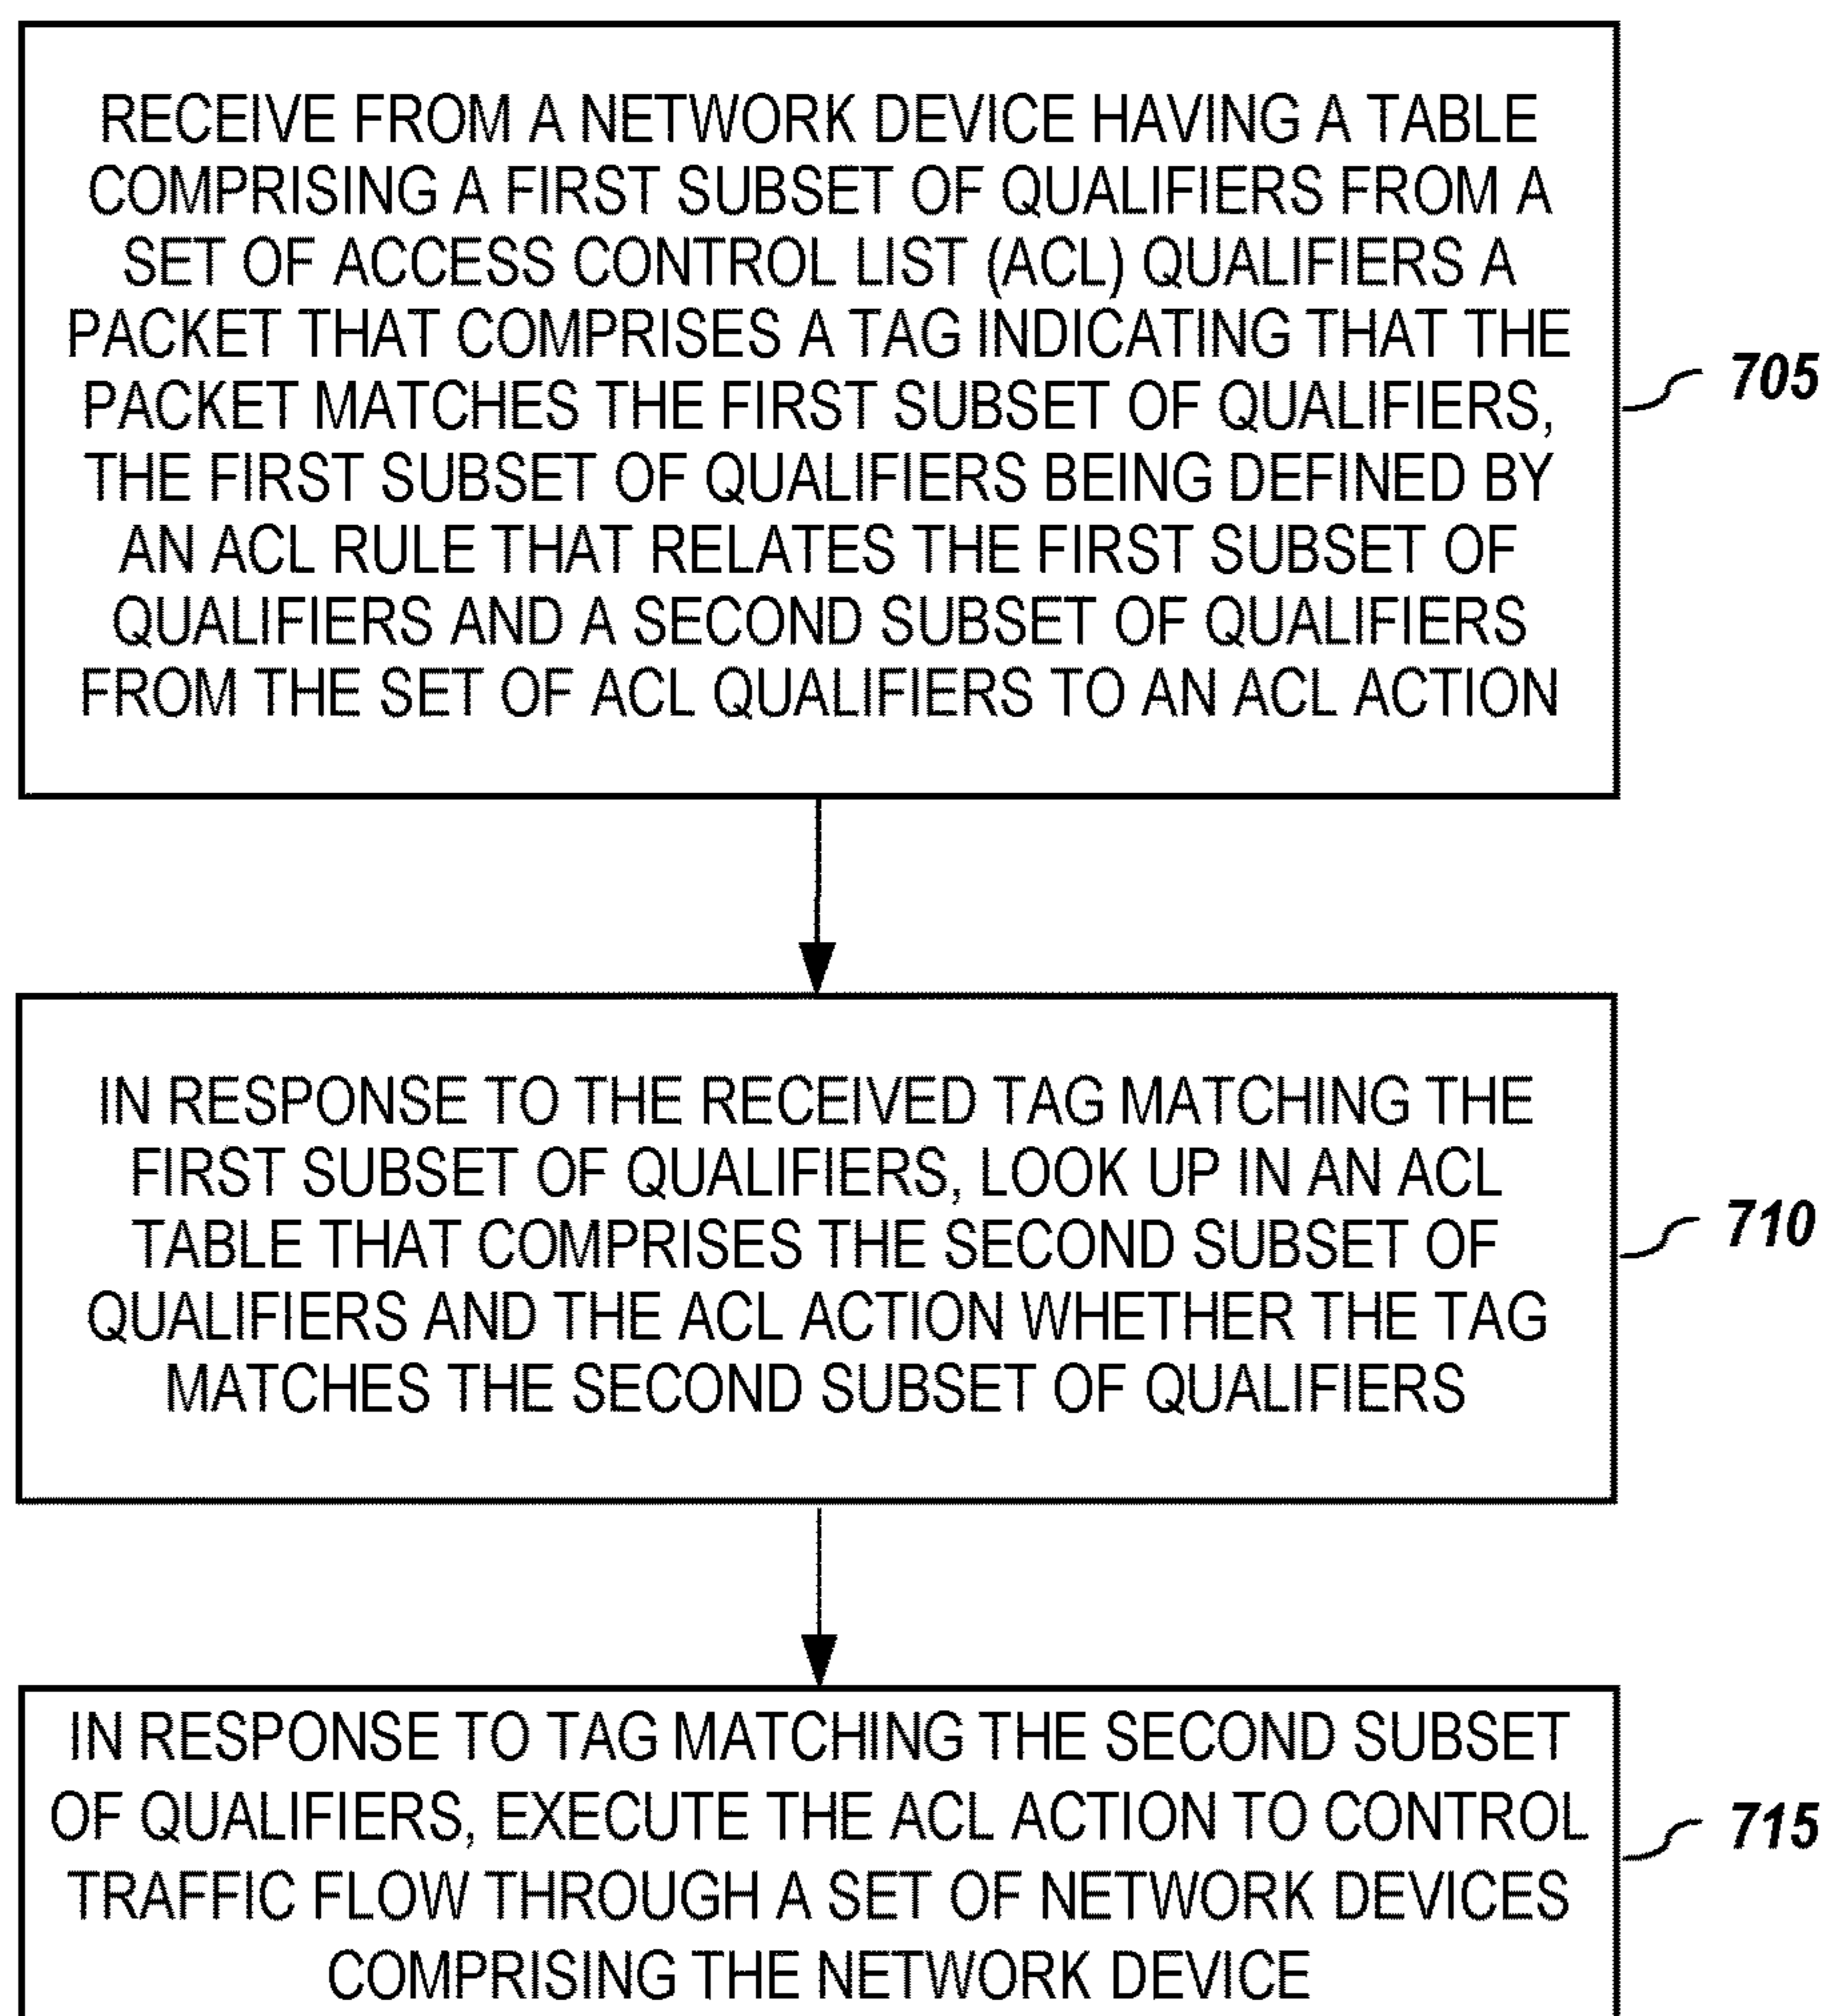 RECEIVE FROM A NETWORK DEVICE HAVING A TABLE
COMPRISING A FIRST SUBSET OF QUALIFIERS FROM A
SET OF ACCESS CONTROL LIST (ACL) QUALIFIERS A
PACKET THAT COMPRISES A TAG INDICATING THAT THE
PACKET MATCHES THE FIRST SUBSET OF QUALIFIERS,
THE FIRST SUBSET OF QUALIFIERS BEING DEFINED BY
AN ACL RULE THAT RELATES THE FIRST SUBSET OF
QUALIFIERS AND A SECOND SUBSET OF QUALIFIERS
FROM THE SET OF ACL QUALIFIERS TO AN ACL ACTION
705
IN RESPONSE TO THE RECEIVED TAG MATCHING THE
FIRST SUBSET OF QUALIFIERS, LOOK UP IN AN ACL
TABLE THAT COMPRISES THE SECOND SUBSET OF
QUALIFIERS AND THE ACL ACTION WHETHER THE TAG
MATCHES THE SECOND SUBSET OF QUALIFIERS
710
IN RESPONSE TO TAG MATCHING THE SECOND SUBSET
OF QUALIFIERS, EXECUTE THE ACL ACTION TO CONTROL
TRAFFIC FLOW THROUGH A SET OF NETWORK DEVICES
COMPRISING THE NETWORK DEVICE
715